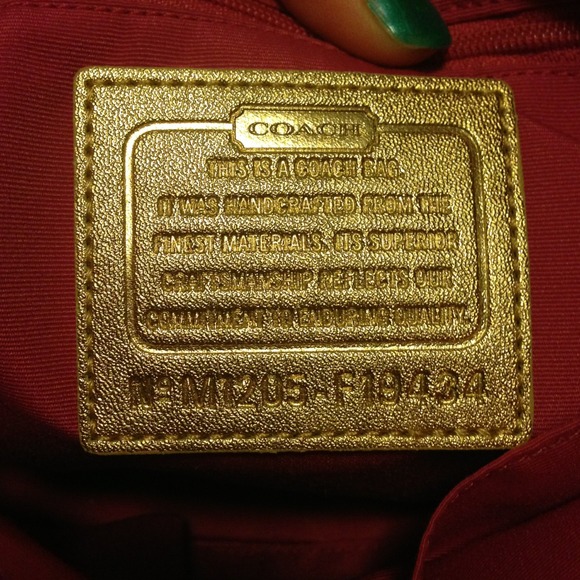 COACH
THIS IS A COACH BAG.
IT WAS HANDCRAFTED FROM THE
FINEST MATERIALS. ITS SUPERIOR
CRAFTSMANSHIP REFLECTS OUR
COMMITMENT TO ENDURING QUALITY.
Nº M1205-F19434